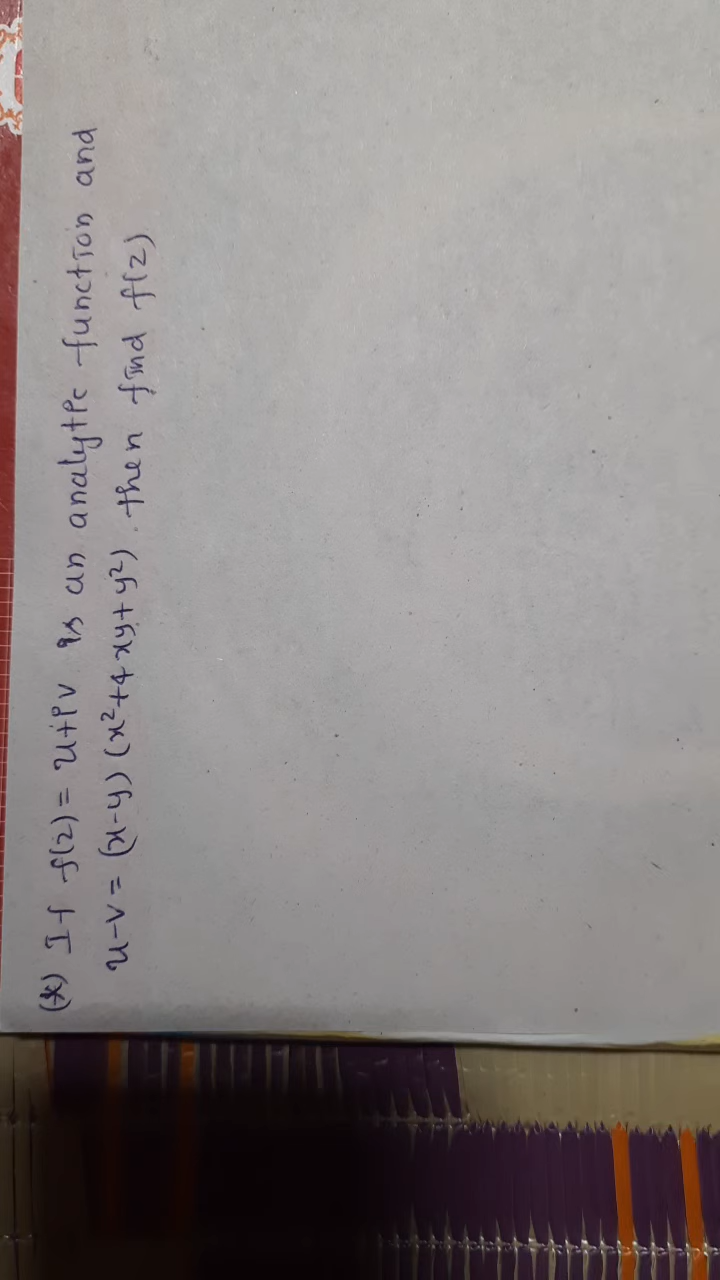 (*) If f(z) = u+iv is an analytic function and
u-v = (x-y) (x²+4xy+y²). then find f(z)